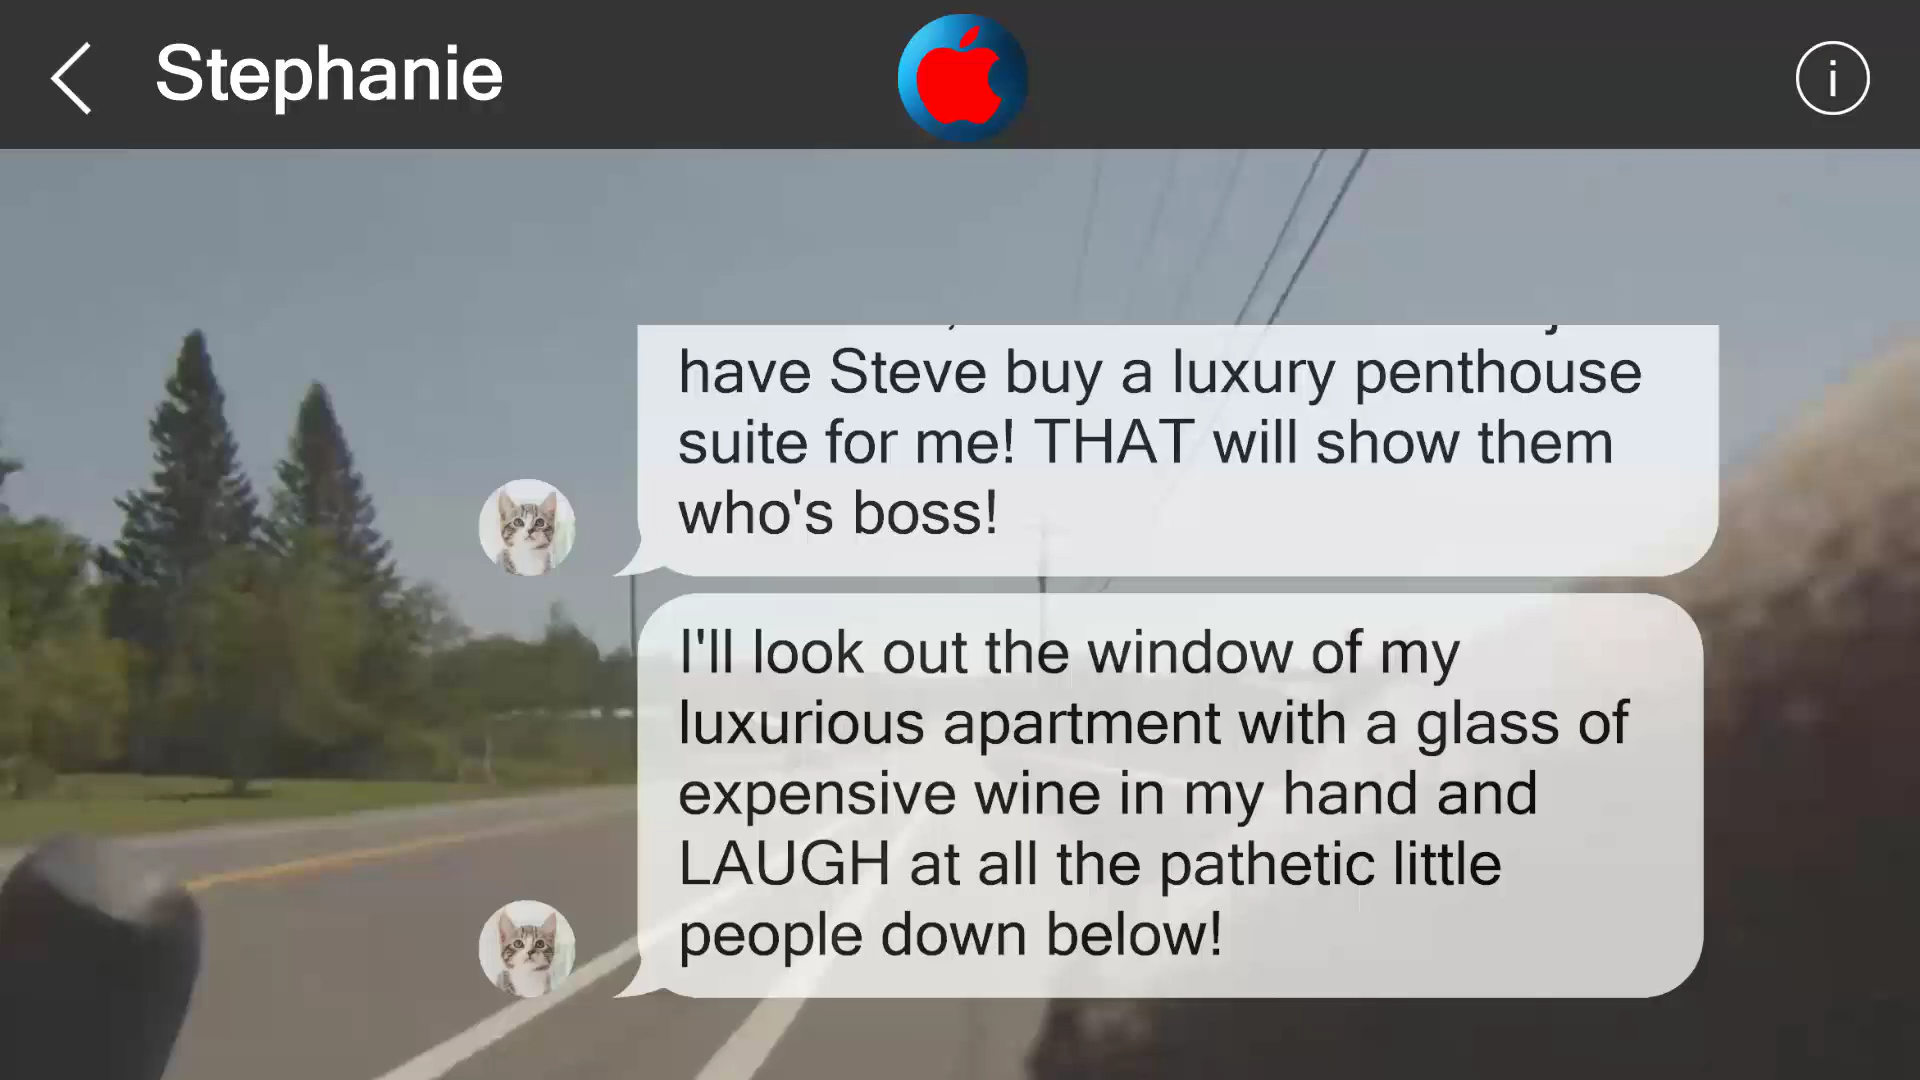 Stephanie
i
have Steve buy a luxury penthouse
suite for me! THAT will show them
who's boss!
I'll look out the window of my
luxurious apartment with a glass of
expensive wine in my hand and
LAUGH at all the pathetic little
people down below!